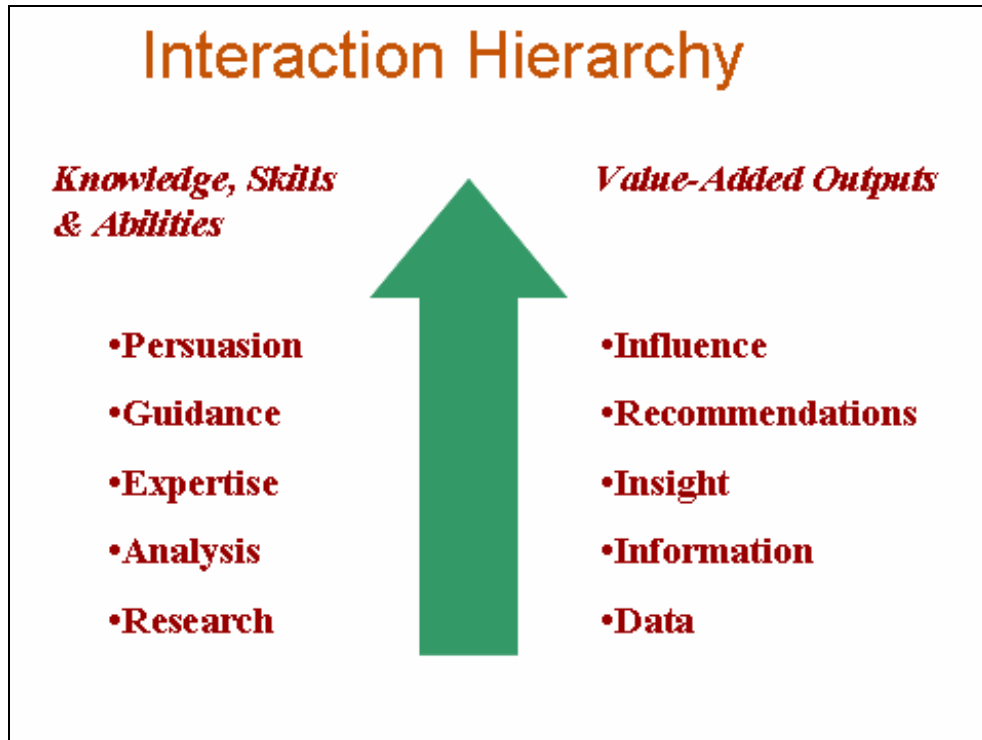 Interaction Hierarchy
Knowledge, Skills
& Abilities
•Persuasion
•Guidance
•Expertise
•Analysis
•Research
Value-Added Outputs
•Influence
•Recommendations
•Insight
•Information
•Data